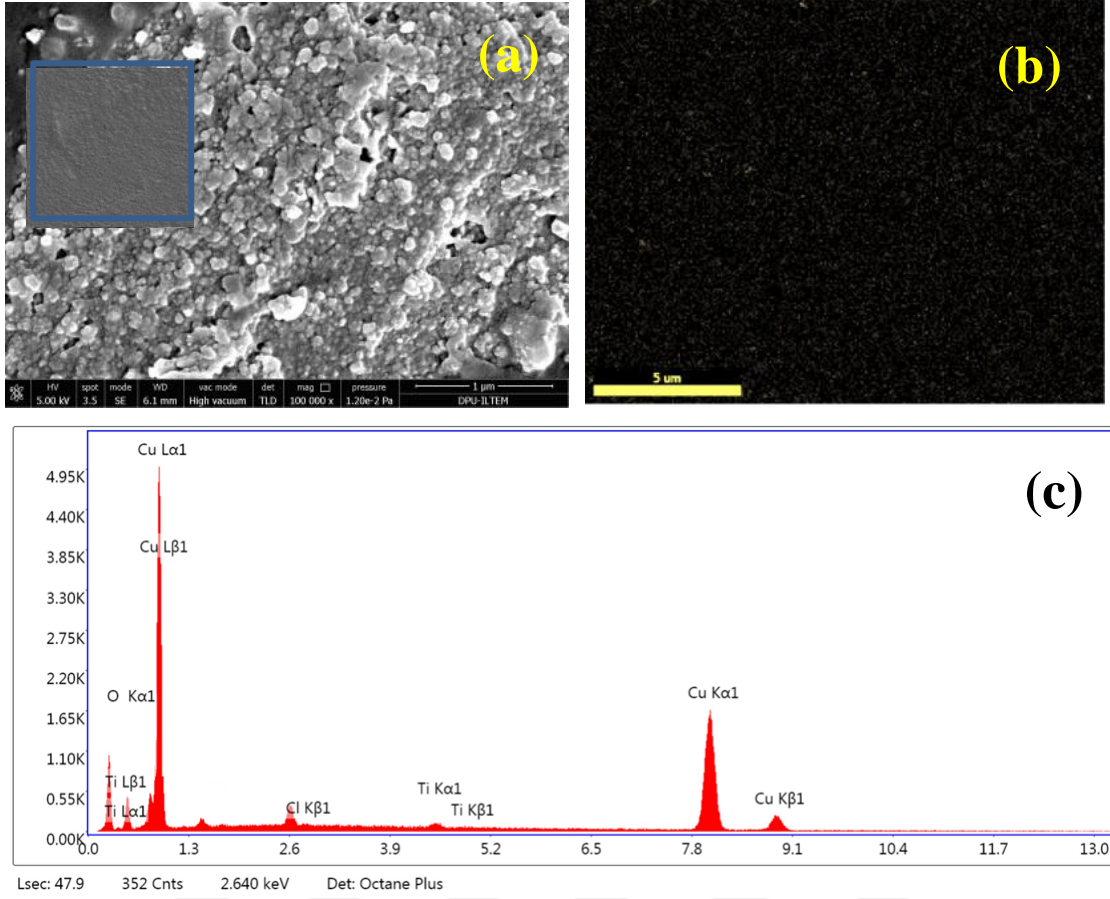 (a)
HV spot mode WD vac mode det mag pressure 1 µm
5.00 kV 3.5 SE 6.1 mm High vacuum TLD 100 000 x 1.20e-2 Pa DPU-ILTEM
(b)
5 um
(c)
Cu Lα1
4.95K
4.40K
Cu Lβ1
3.85K
3.30K
2.75K
2.20K
O Kα1
Cu Kα1
1.65K
1.10K
Ti Lβ1
Ti Kα1
0.55K
Cu Kβ1
Ti Lα1
Cl Kβ1
Ti Kβ1
0.00K
0.0 1.3 2.6 3.9 5.2 6.5 7.8 9.1 10.4 11.7 13.0
Lsec: 47.9 352 Cnts 2.640 keV Det: Octane Plus